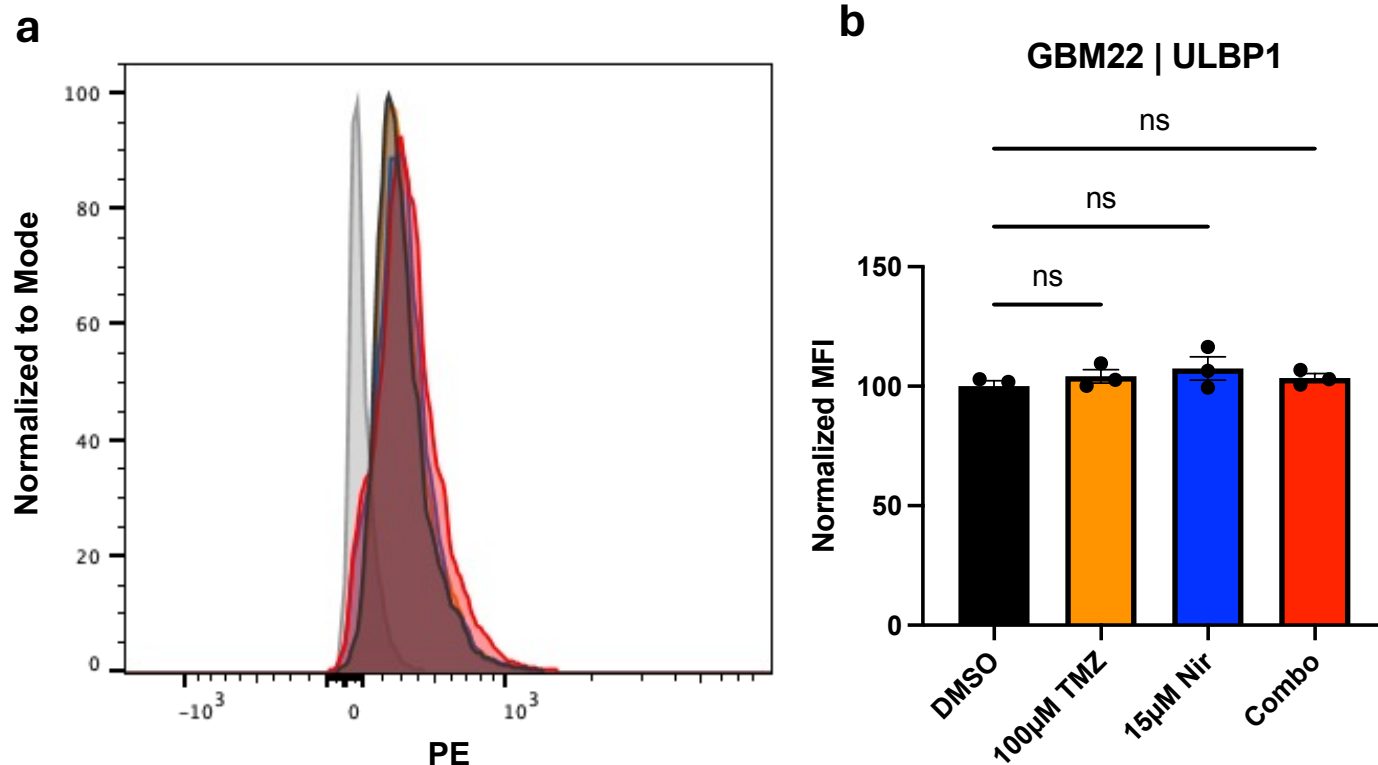 a
100
80
60
40
20
0
Normalized to Mode
-10³
0
10³
PE
b
GBM22 | ULBP1
ns
ns
ns
150
100
50
0
Normalized MFI
DMSO
100µM TMZ
15µM Nir
Combo